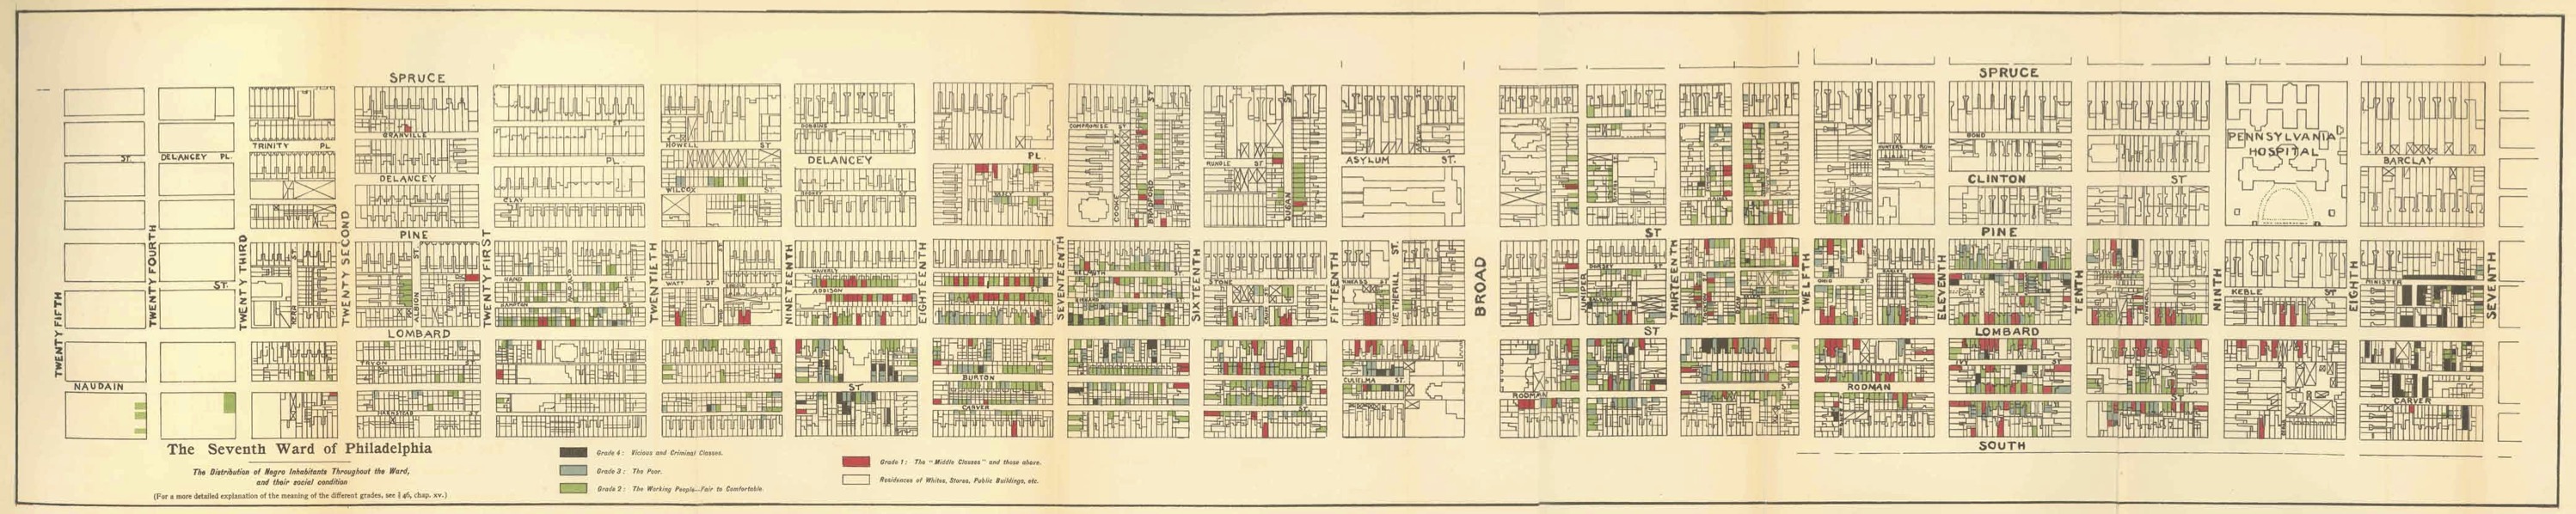 SPRUCE
SPRUCE
GRANVILLE
TRINITY PL
ST. DELANCEY PL.
HOWELL ST
PL.
WILCOX ST.
DELANCEY
DELANCEY
PL.
COMPROMISE
RUNDLE ST
ASYLUM ST.
BOND
CLINTON ST
PENNSYLVANIA
HOSPITAL
BARCLAY
CLAY
PINE
ST
PINE
TWENTY FIFTH
TWENTY FOURTH
TWENTY THIRD
TWENTY SECOND
TWENTY FIRST
TWENTIETH
NINETEENTH
EIGHTEENTH
SEVENTEENTH
SIXTEENTH
FIFTEENTH
BROAD
THIRTEENTH
TWELFTH
ELEVENTH
TENTH
NINTH
EIGHTH
SEVENTH
ST.
ALBION ST.
WATT ST
WAVERLY
ADDISON
STONE
KEBLE ST
MINISTER
LOMBARD
ST
LOMBARD
NAUDAIN
ST
BURTON
CARVER
RODMAN
RODMAN
ST
CARVER
SOUTH
The Seventh Ward of Philadelphia
The Distribution of Negro Inhabitants Throughout the Ward,
and their social condition
(For a more detailed explanation of the meaning of the different grades, see § 46, chap. xv.)
Grade 4: Vicious and Criminal Classes.
Grade 3: The Poor.
Grade 2: The Working People—Fair to Comfortable.
Grade 1: The "Middle Classes" and those above.
Residences of Whites, Stores, Public Buildings, etc.